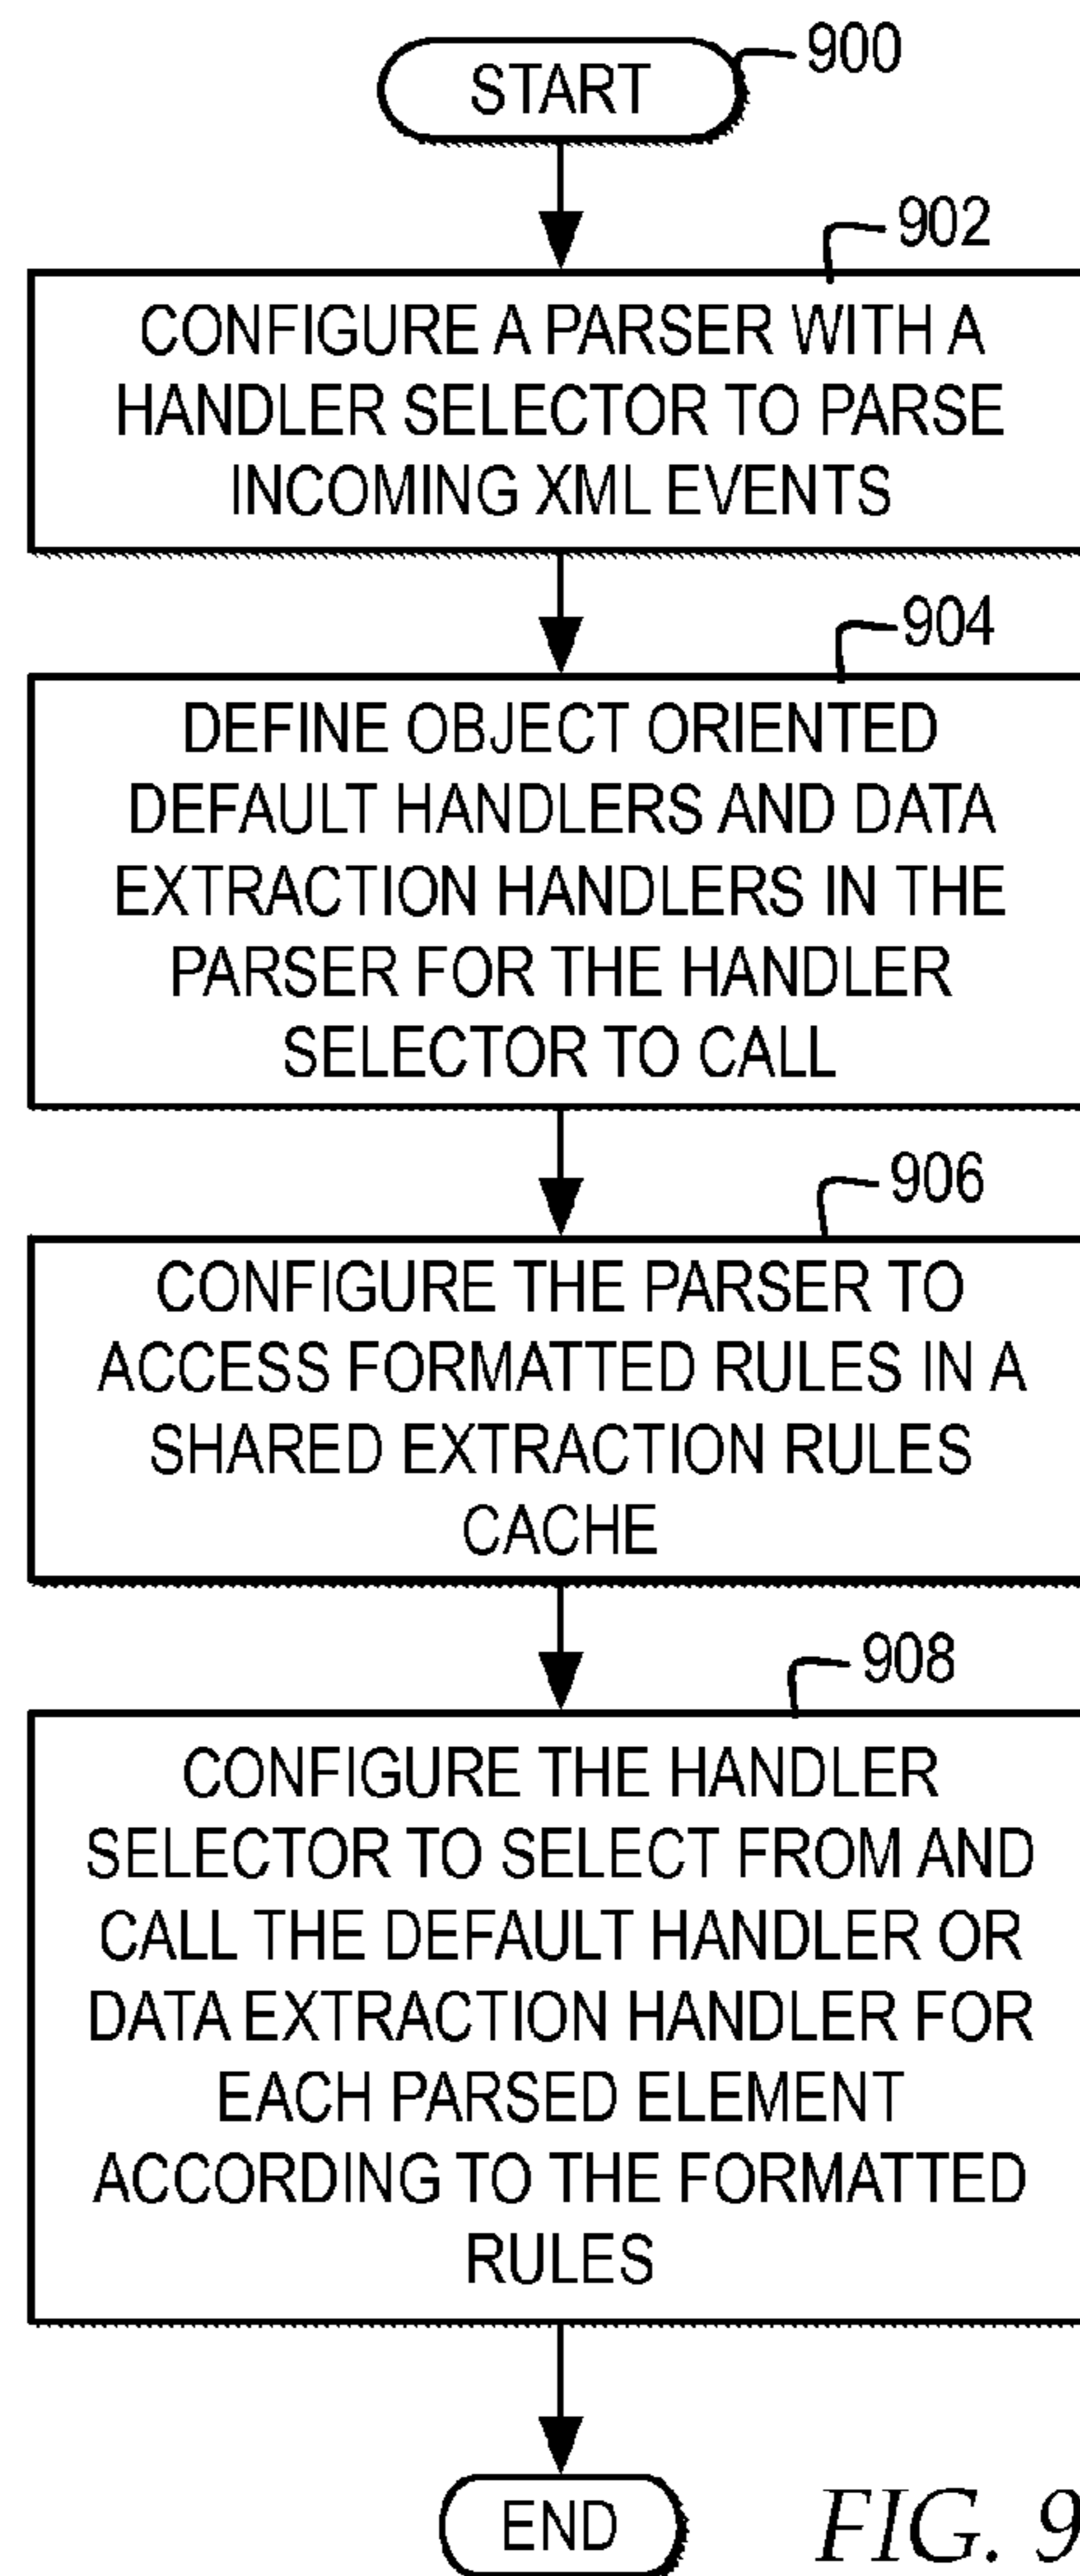 START
900
902
CONFIGURE A PARSER WITH A
HANDLER SELECTOR TO PARSE
INCOMING XML EVENTS
904
DEFINE OBJECT ORIENTED
DEFAULT HANDLERS AND DATA
EXTRACTION HANDLERS IN THE
PARSER FOR THE HANDLER
SELECTOR TO CALL
906
CONFIGURE THE PARSER TO
ACCESS FORMATTED RULES IN A
SHARED EXTRACTION RULES
CACHE
908
CONFIGURE THE HANDLER
SELECTOR TO SELECT FROM AND
CALL THE DEFAULT HANDLER OR
DATA EXTRACTION HANDLER FOR
EACH PARSED ELEMENT
ACCORDING TO THE FORMATTED
RULES
END
FIG. 9